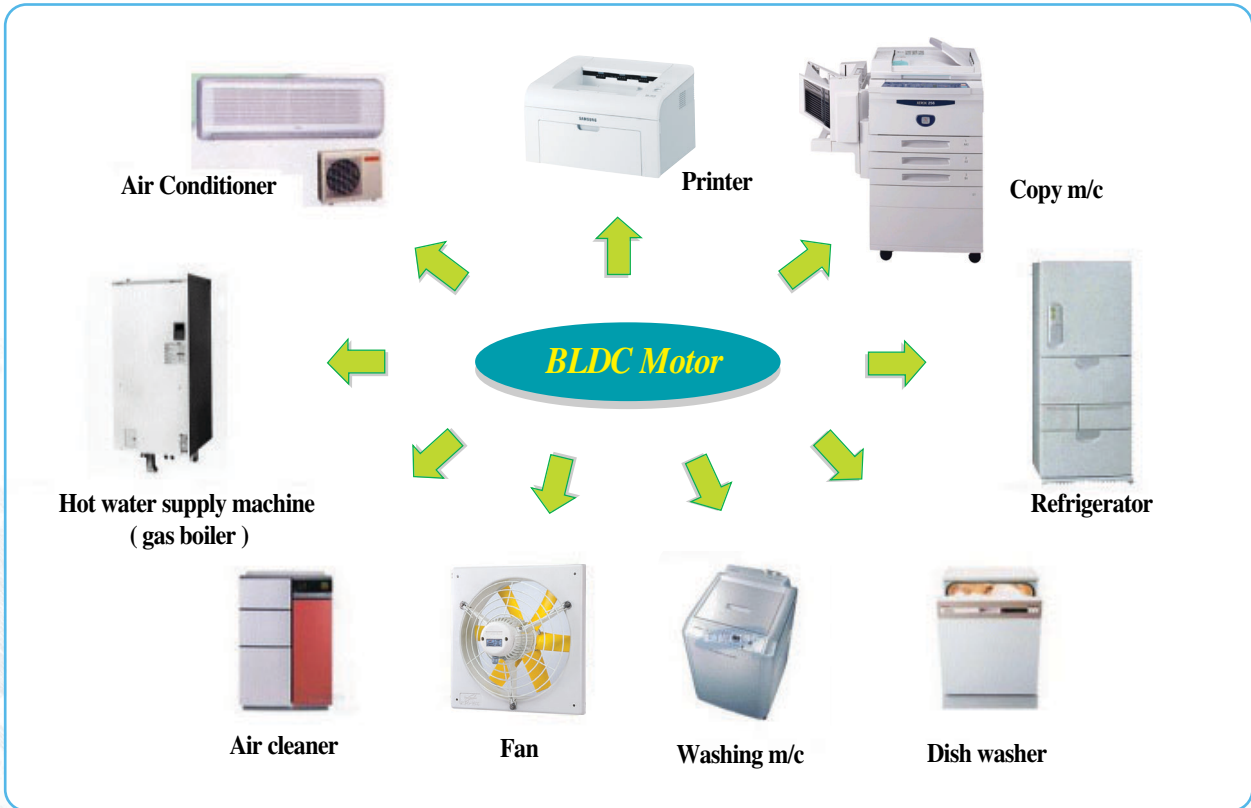 SAMSUNG
Air Conditioner
Printer
Copy m/c
BLDC Motor
Hot water supply machine
( gas boiler )
Refrigerator
Air cleaner
Fan
Washing m/c
Dish washer